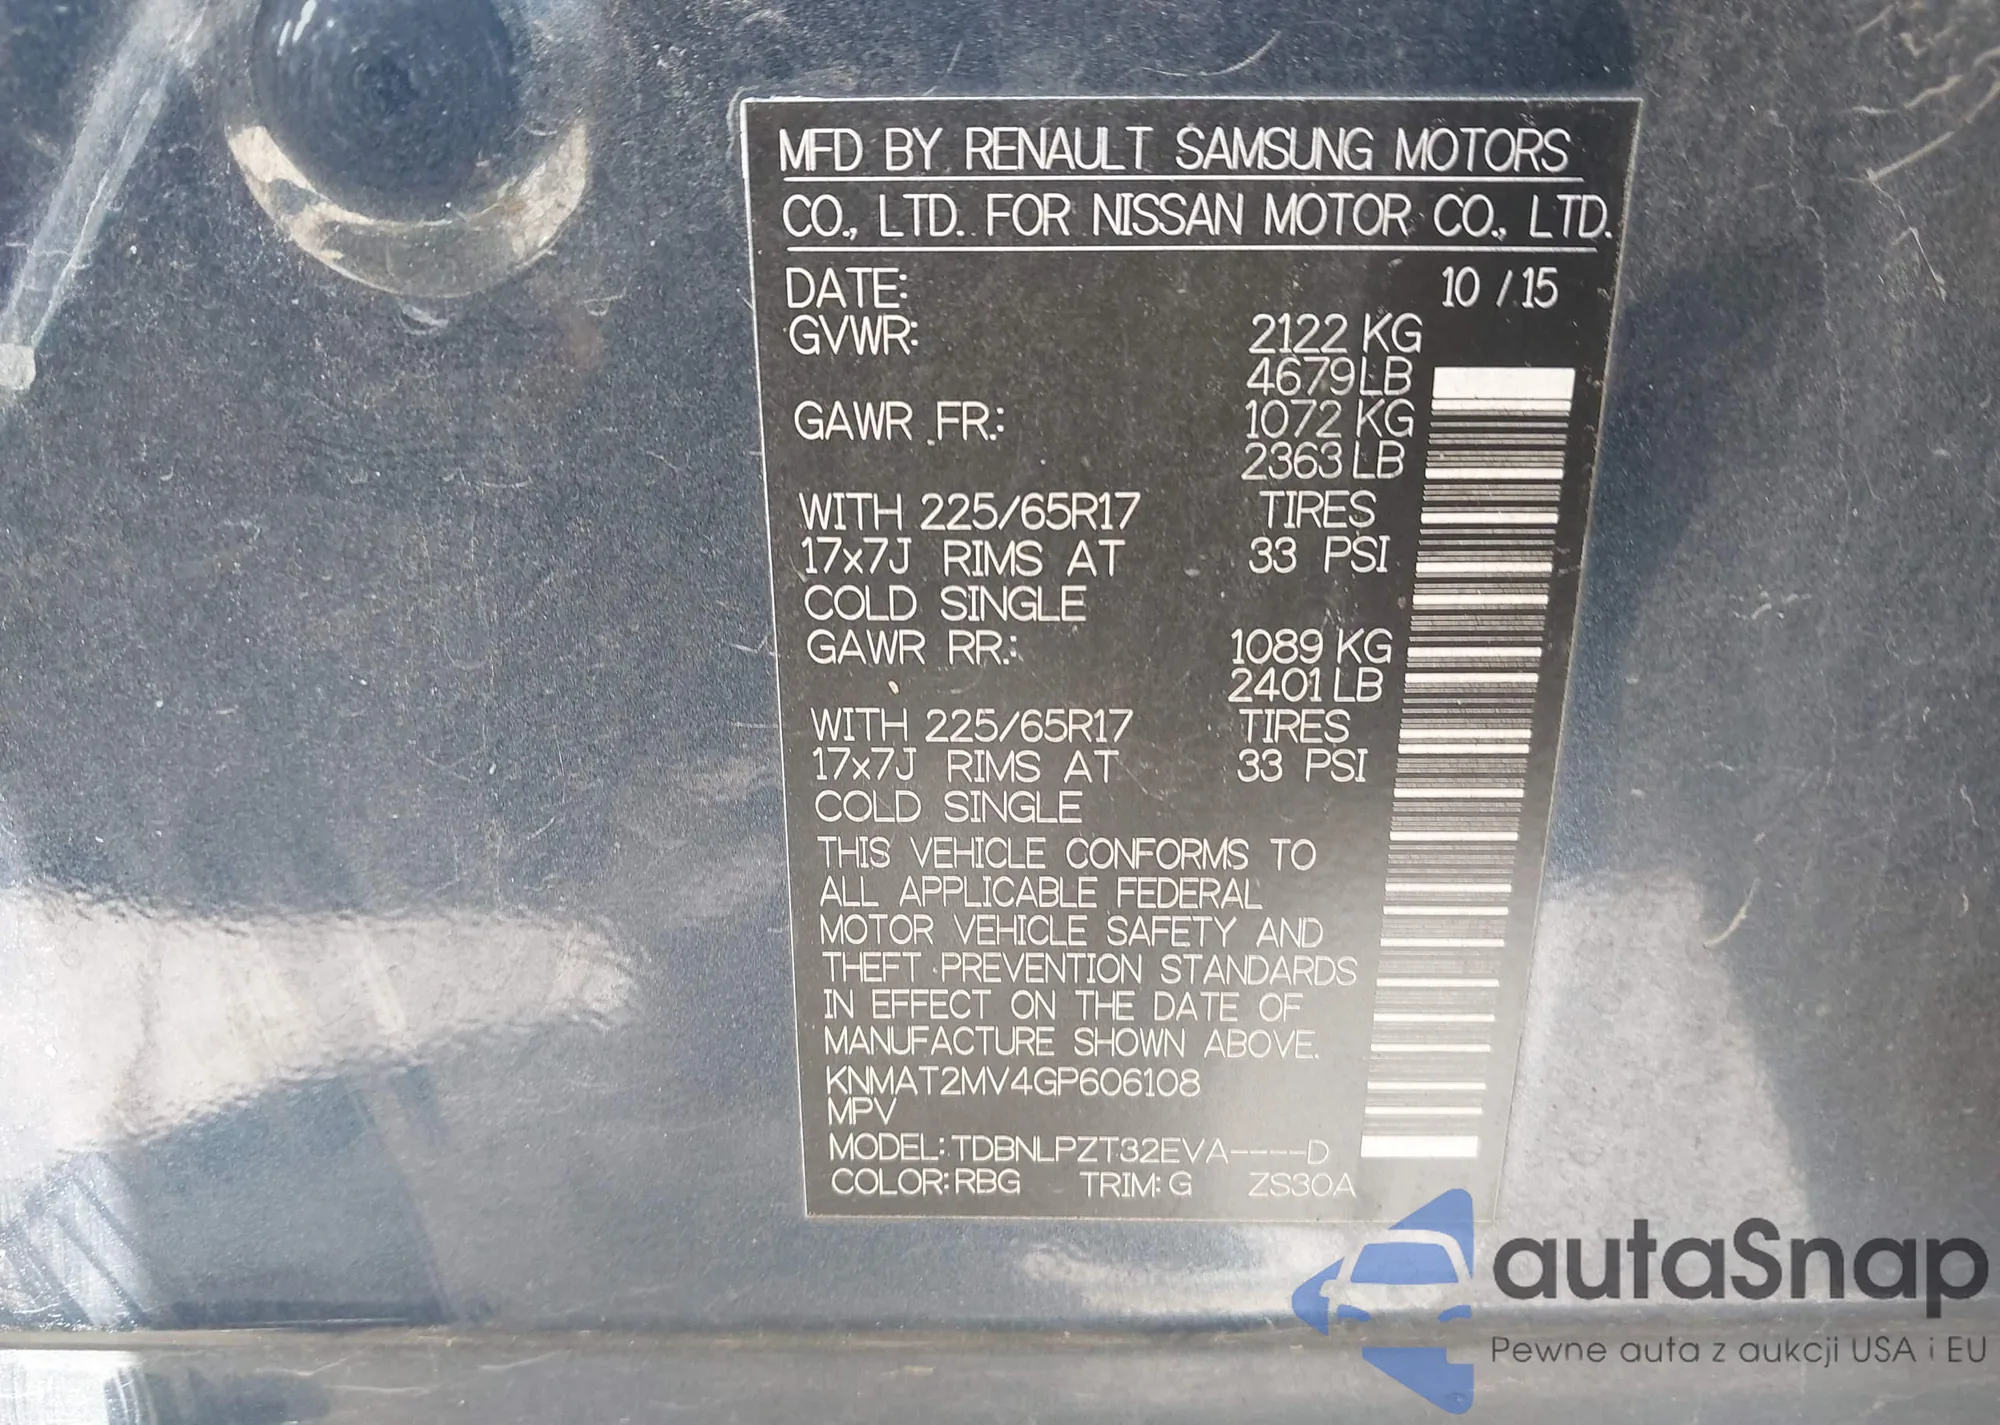 MFD BY RENAULT SAMSUNG MOTORS
CO., LTD. FOR NISSAN MOTOR CO., LTD.
DATE: 10 / 15
GVWR: 2122 KG
4679 LB
GAWR FR.: 1072 KG
2363 LB
WITH 225/65R17 TIRES
17x7J RIMS AT 33 PSI
COLD SINGLE
GAWR RR.: 1089 KG
2401 LB
WITH 225/65R17 TIRES
17x7J RIMS AT 33 PSI
COLD SINGLE
THIS VEHICLE CONFORMS TO
ALL APPLICABLE FEDERAL
MOTOR VEHICLE SAFETY AND
THEFT PREVENTION STANDARDS
IN EFFECT ON THE DATE OF
MANUFACTURE SHOWN ABOVE.
KNMAT2MV4GP606108
MPV
MODEL: TDBNLPZT32EVA----D
COLOR: RBG TRIM: G ZS30A
autaSnap
Pewne auta z aukcji USA i EU